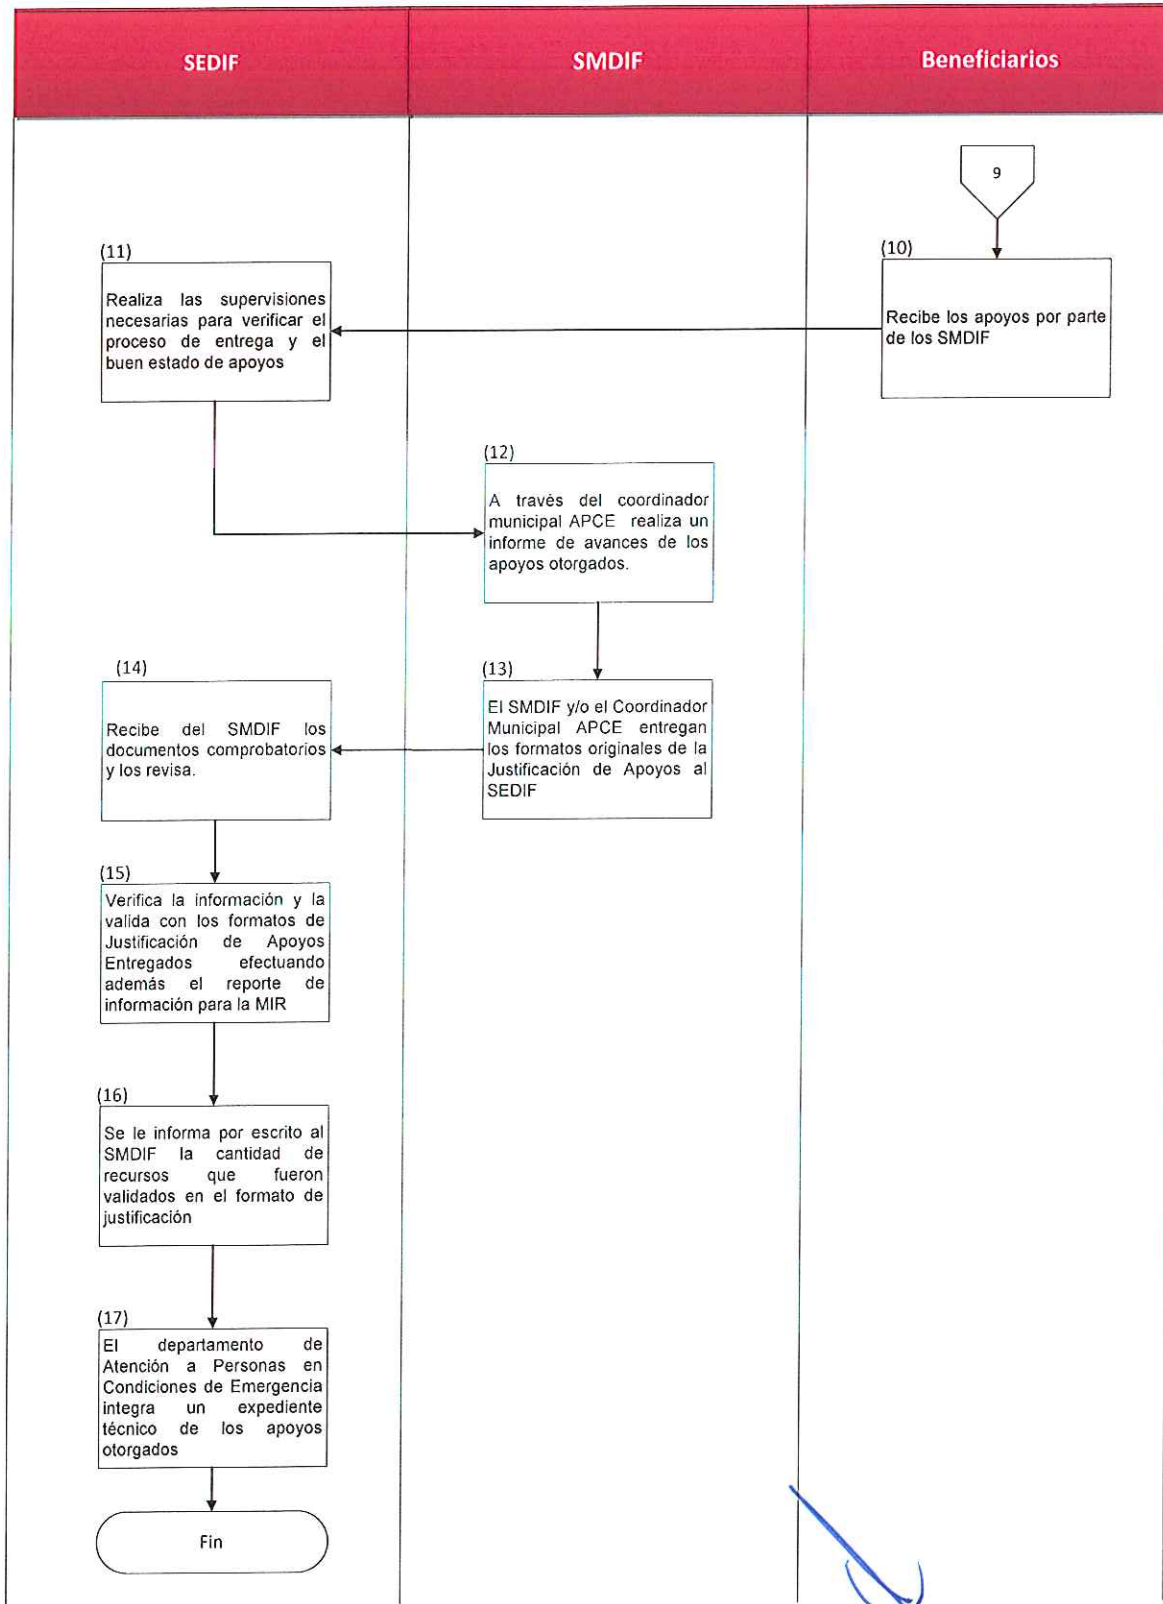 SEDIF
SMDIF
Beneficiarios
9
(10)
Recibe los apoyos por parte
de los SMDIF
(11)
Realiza las supervisiones
necesarias para verificar el
proceso de entrega y el
buen estado de apoyos
(12)
A través del coordinador
municipal APCE realiza un
informe de avances de los
apoyos otorgados.
(13)
El SMDIF y/o el Coordinador
Municipal APCE entregan
los formatos originales de la
Justificación de Apoyos al
SEDIF
(14)
Recibe del SMDIF los
documentos comprobatorios
y los revisa.
(15)
Verifica la información y la
valida con los formatos de
Justificación de Apoyos
Entregados efectuando
además el reporte de
información para la MIR
(16)
Se le informa por escrito al
SMDIF la cantidad de
recursos que fueron
validados en el formato de
justificación
(17)
El departamento de
Atención a Personas en
Condiciones de Emergencia
integra un expediente
técnico de los apoyos
otorgados
Fin